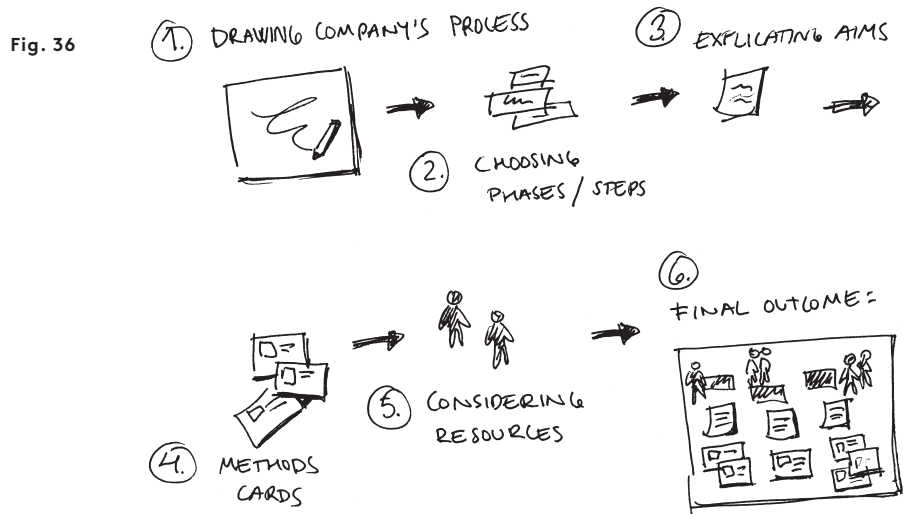 Fig. 36
1. DRAWING COMPANY'S PROCESS
2. CHOOSING
PHASES / STEPS
3. EXPLICATING AIMS
4. METHODS
CARDS
5. CONSIDERING
RESOURCES
6.
FINAL OUTCOME: